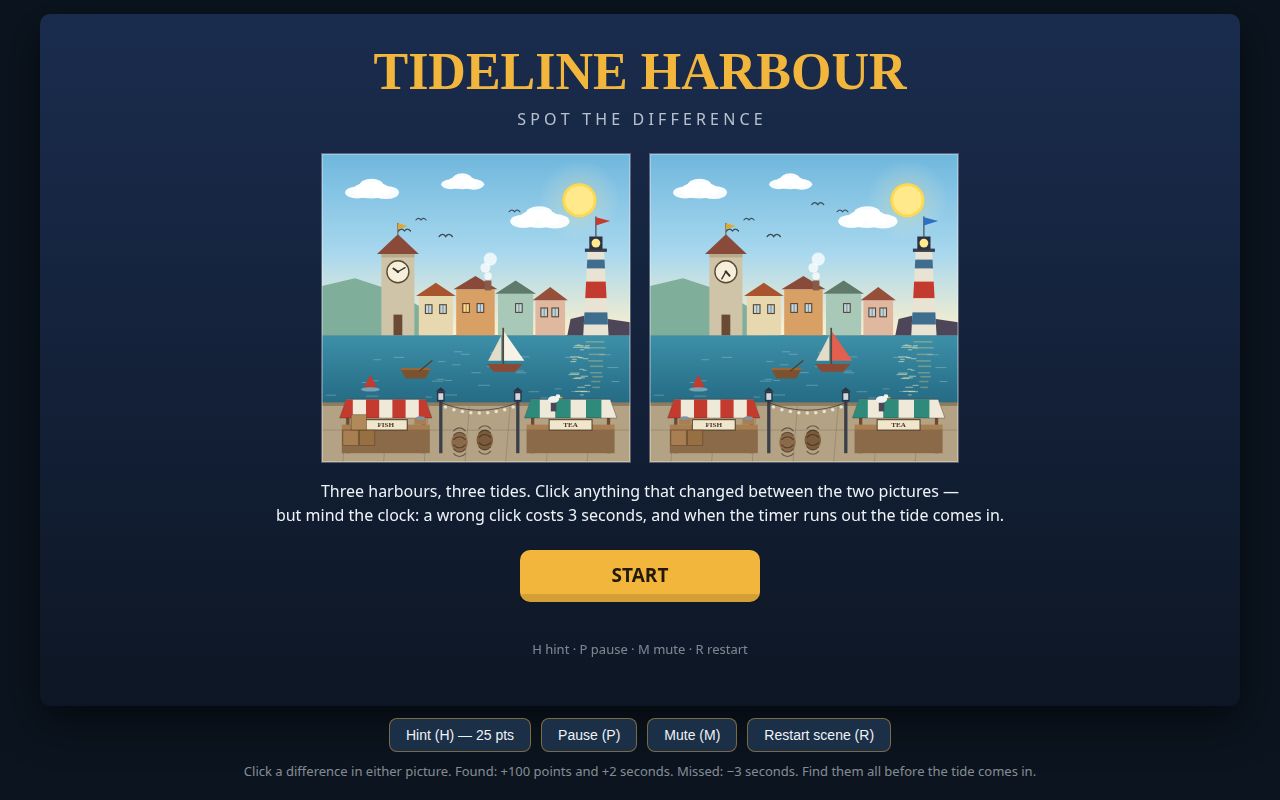 TIDELINE HARBOUR
SPOT THE DIFFERENCE
FISH
TEA
FISH
TEA
Three harbours, three tides. Click anything that changed between the two pictures —
but mind the clock: a wrong click costs 3 seconds, and when the timer runs out the tide comes in.
START
H hint · P pause · M mute · R restart
Hint (H) — 25 pts
Pause (P)
Mute (M)
Restart scene (R)
Click a difference in either picture. Found: +100 points and +2 seconds. Missed: −3 seconds. Find them all before the tide comes in.